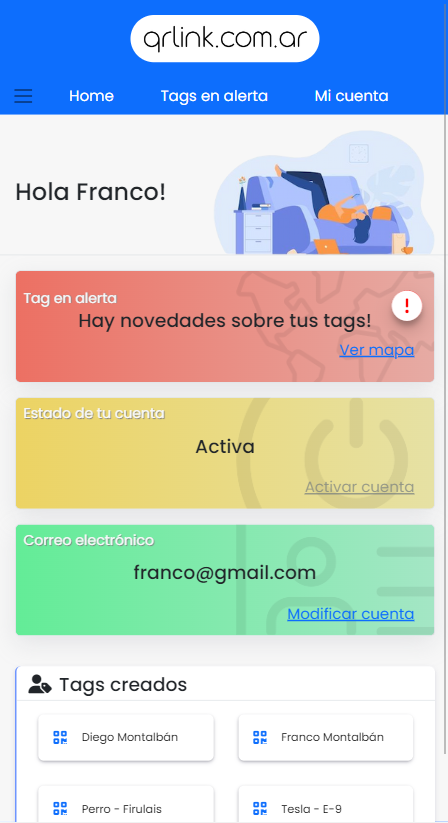 qrlink.com.ar
Home Tags en alerta Mi cuenta
Hola Franco!
Tag en alerta
!
Hay novedades sobre tus tags!
Ver mapa
Estado de tu cuenta
Activa
Activar cuenta
Correo electrónico
franco@gmail.com
Modificar cuenta
Tags creados
Diego Montalbán Franco Montalbán
Perro - Firulais Tesla - E-9